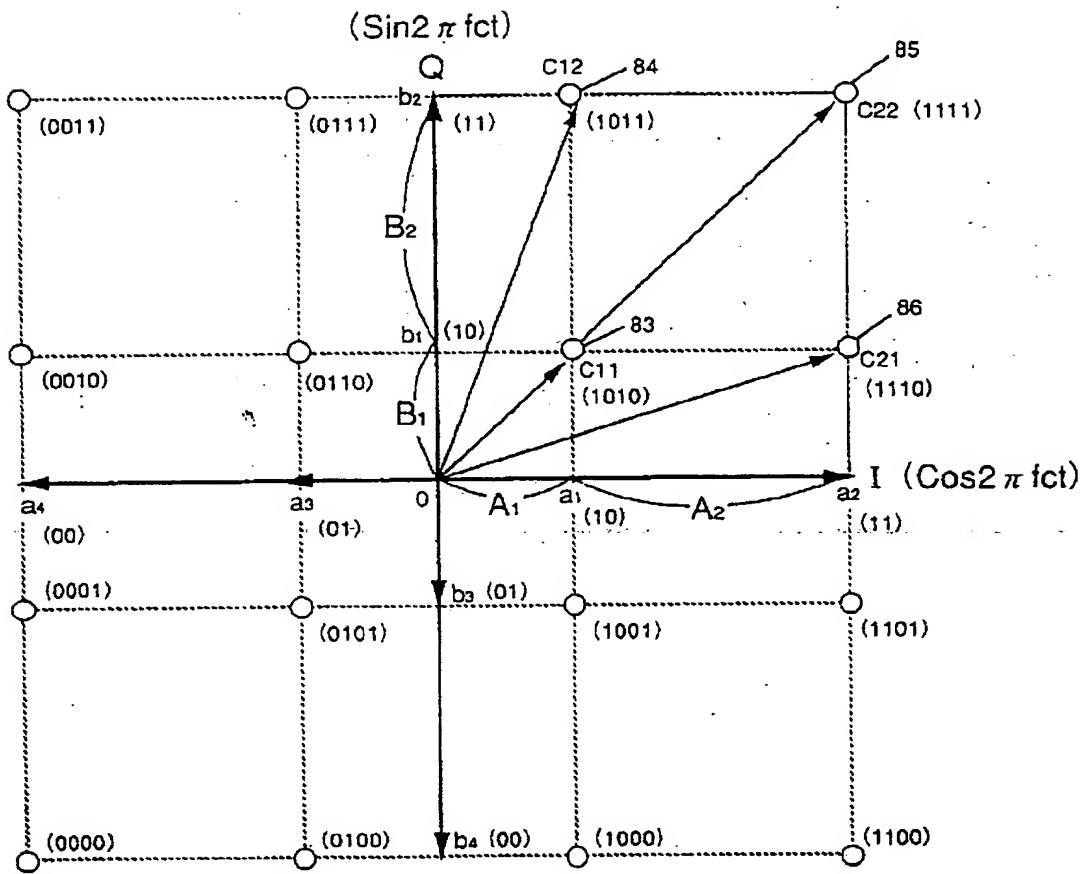 (Sin2πfct)
Q
C12
84
85
b2
(0011)
(0111)
(11)
(1011)
C22 (1111)
B2
b1
(10)
83
86
(0010)
(0110)
C11
(1010)
C21
(1110)
B1
0
A1
a1
A2
a2
I (Cos2πfct)
a4
a3
(00)
(01)
(10)
(11)
(0001)
b3 (01)
(0101)
(1001)
(1101)
(0000)
(0100)
b4 (00)
(1000)
(1100)